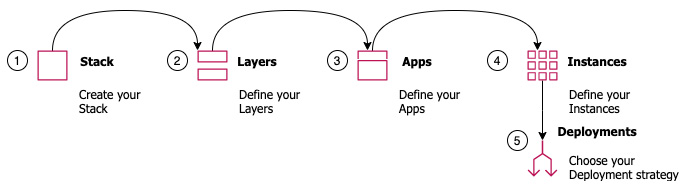 1 Stack
Create your
Stack
2 Layers
Define your
Layers
3 Apps
Define your
Apps
4 Instances
Define your
Instances
5 Deployments
Choose your
Deployment strategy